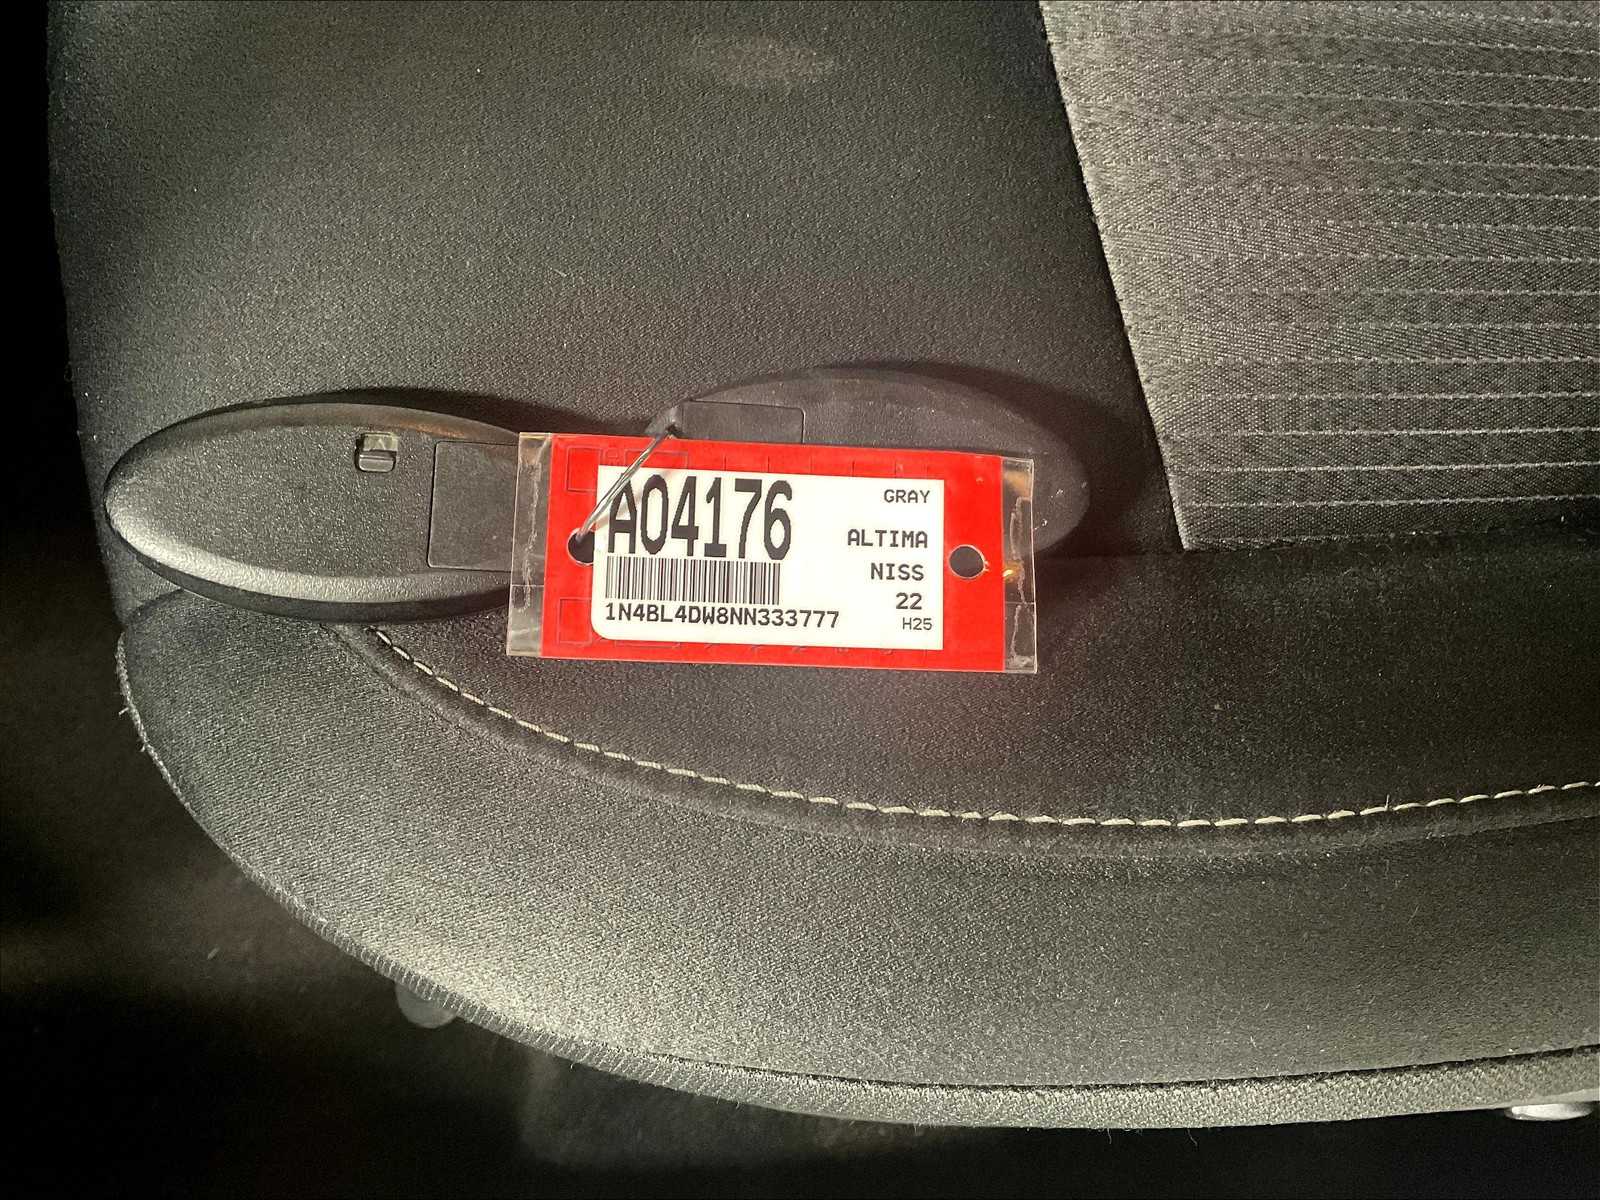 A04176
GRAY
ALTIMA
NISS
22
H25
1N4BL4DW8NN333777